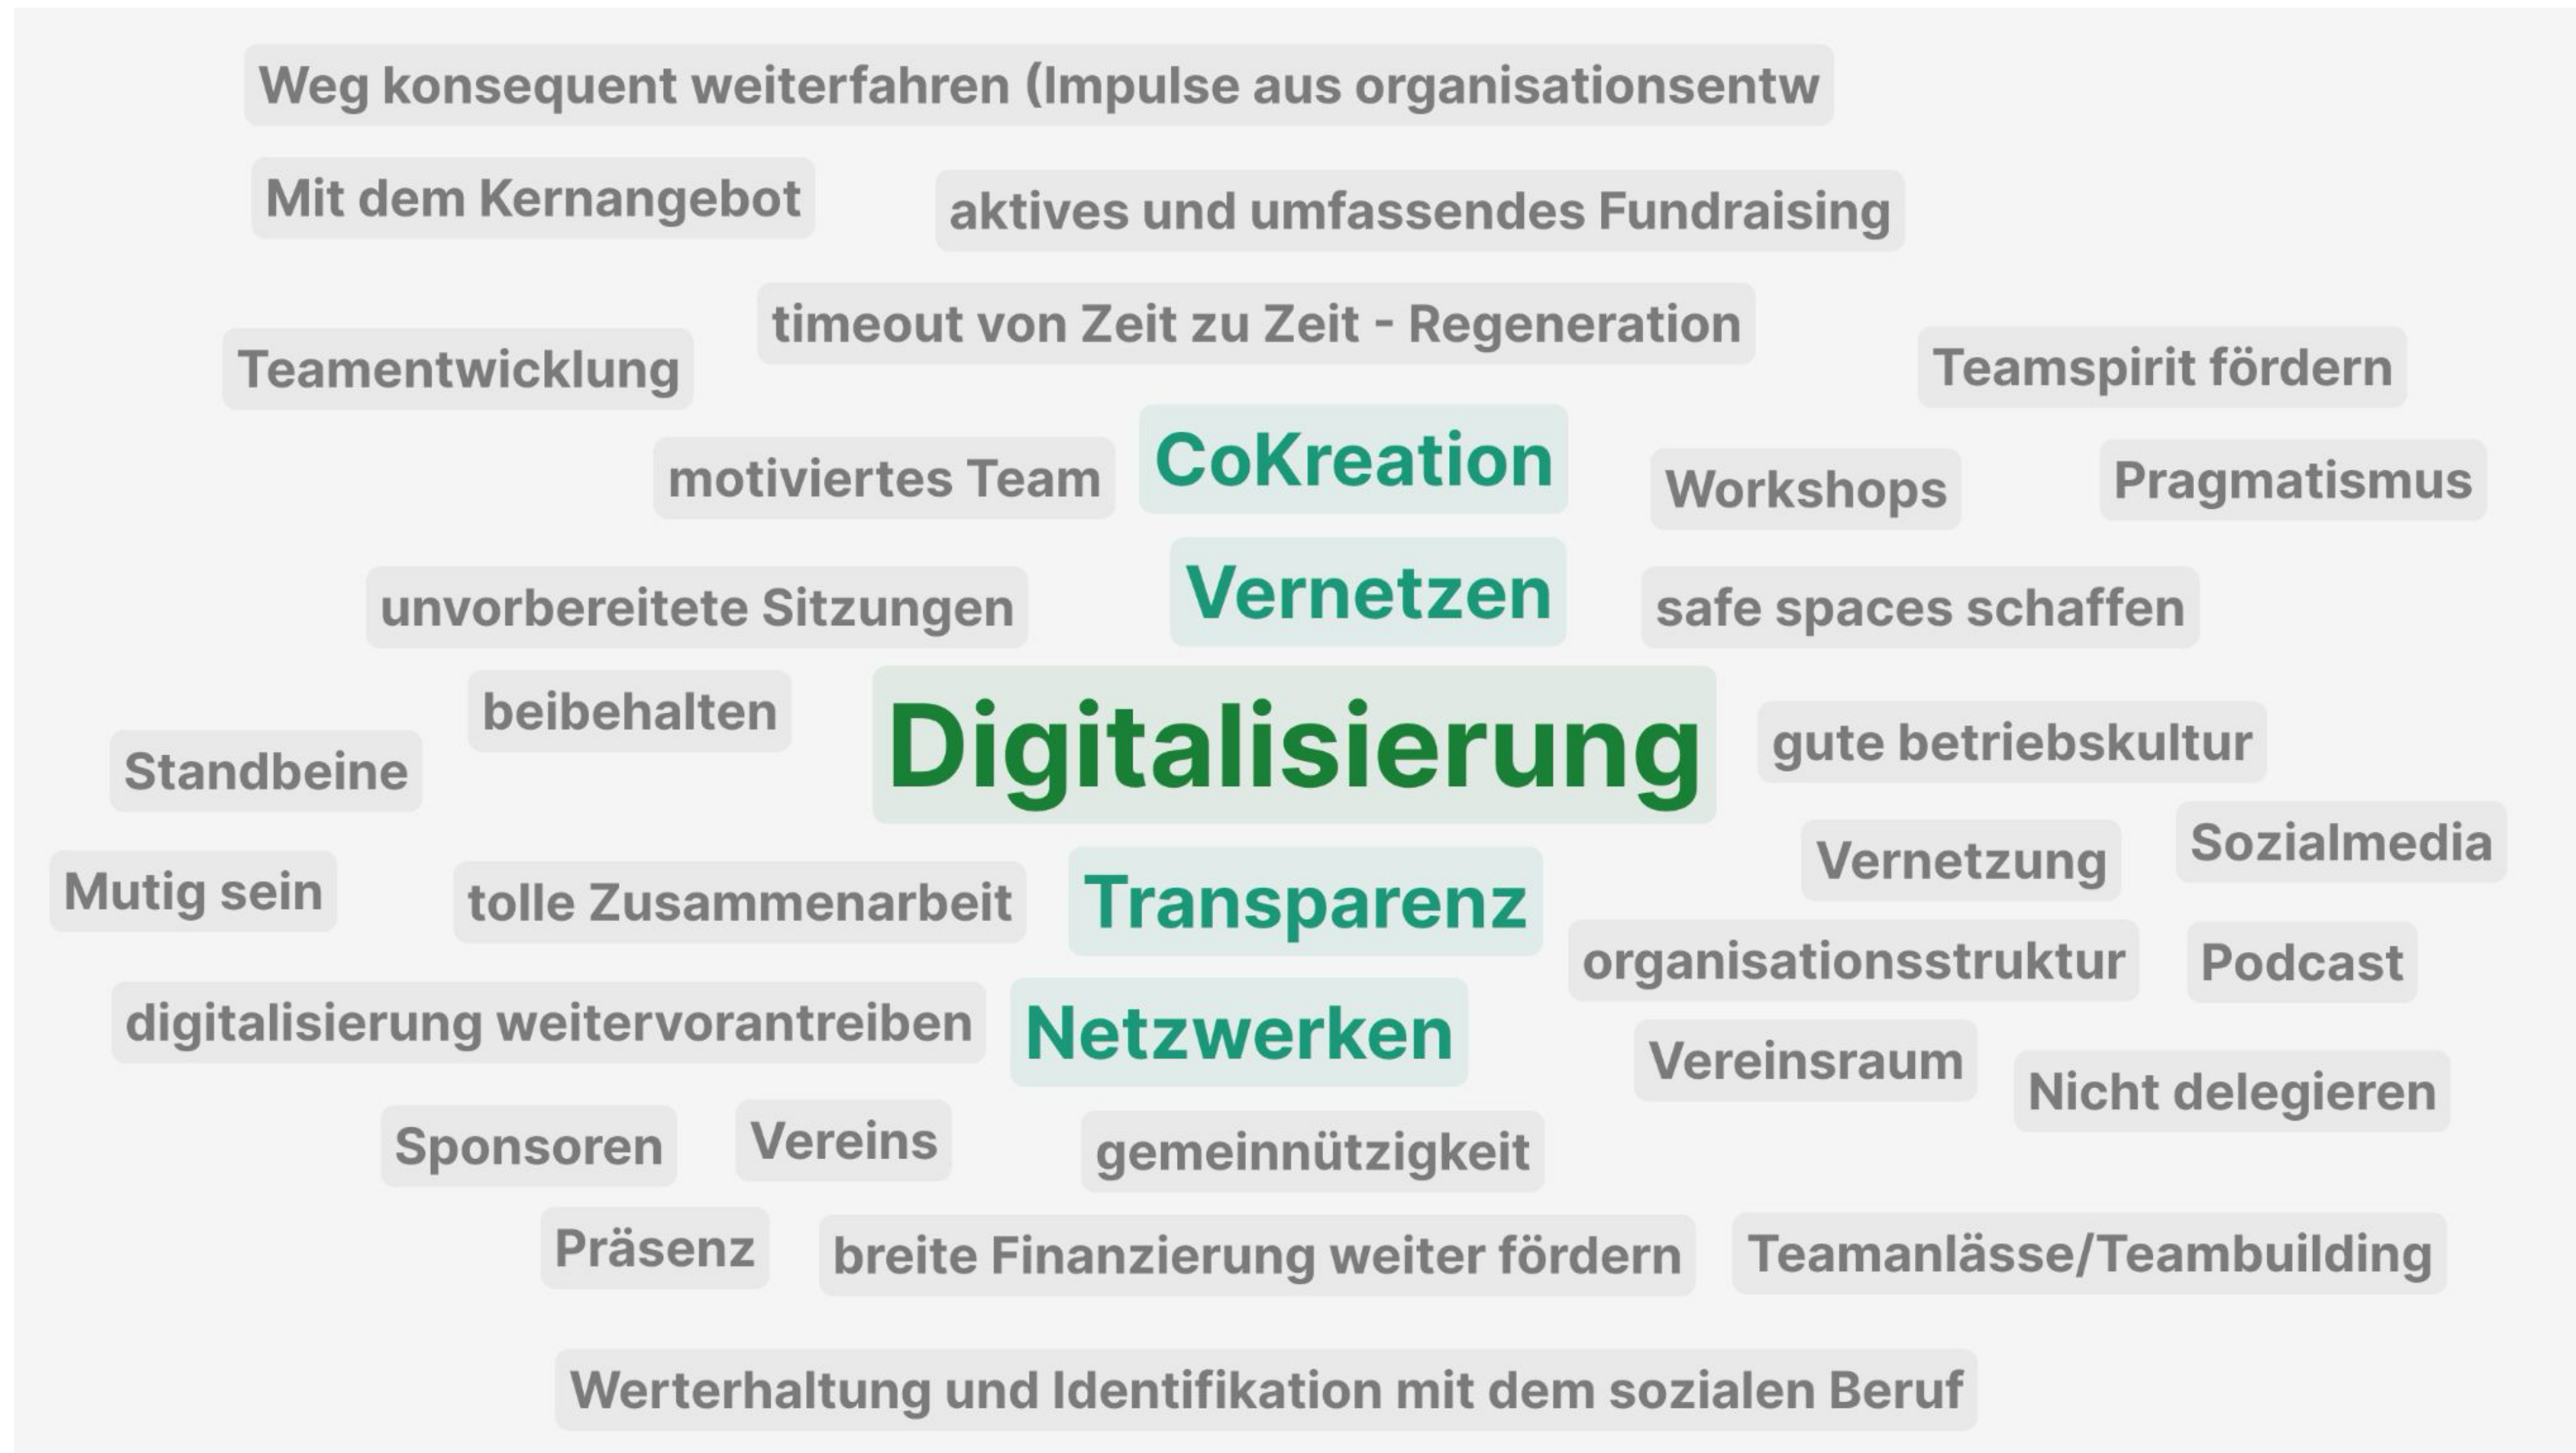 Weg konsequent weiterfahren (Impulse aus organisationsentw
Mit dem Kernangebot
aktives und umfassendes Fundraising
timeout von Zeit zu Zeit - Regeneration
Teamentwicklung
Teamspirit fördern
CoKreation
motiviertes Team
Workshops
Pragmatismus
Vernetzen
unvorbereitete Sitzungen
safe spaces schaffen
beibehalten
Digitalisierung
gute betriebskultur
Standbeine
Sozialmedia
Vernetzung
Mutig sein
tolle Zusammenarbeit
Transparenz
organisationsstruktur
Podcast
digitalisierung weitervorantreiben
Netzwerken
Vereinsraum
Nicht delegieren
Sponsoren
Vereins
gemeinnützigkeit
Präsenz
breite Finanzierung weiter fördern
Teamanlässe/Teambuilding
Werterhaltung und Identifikation mit dem sozialen Beruf